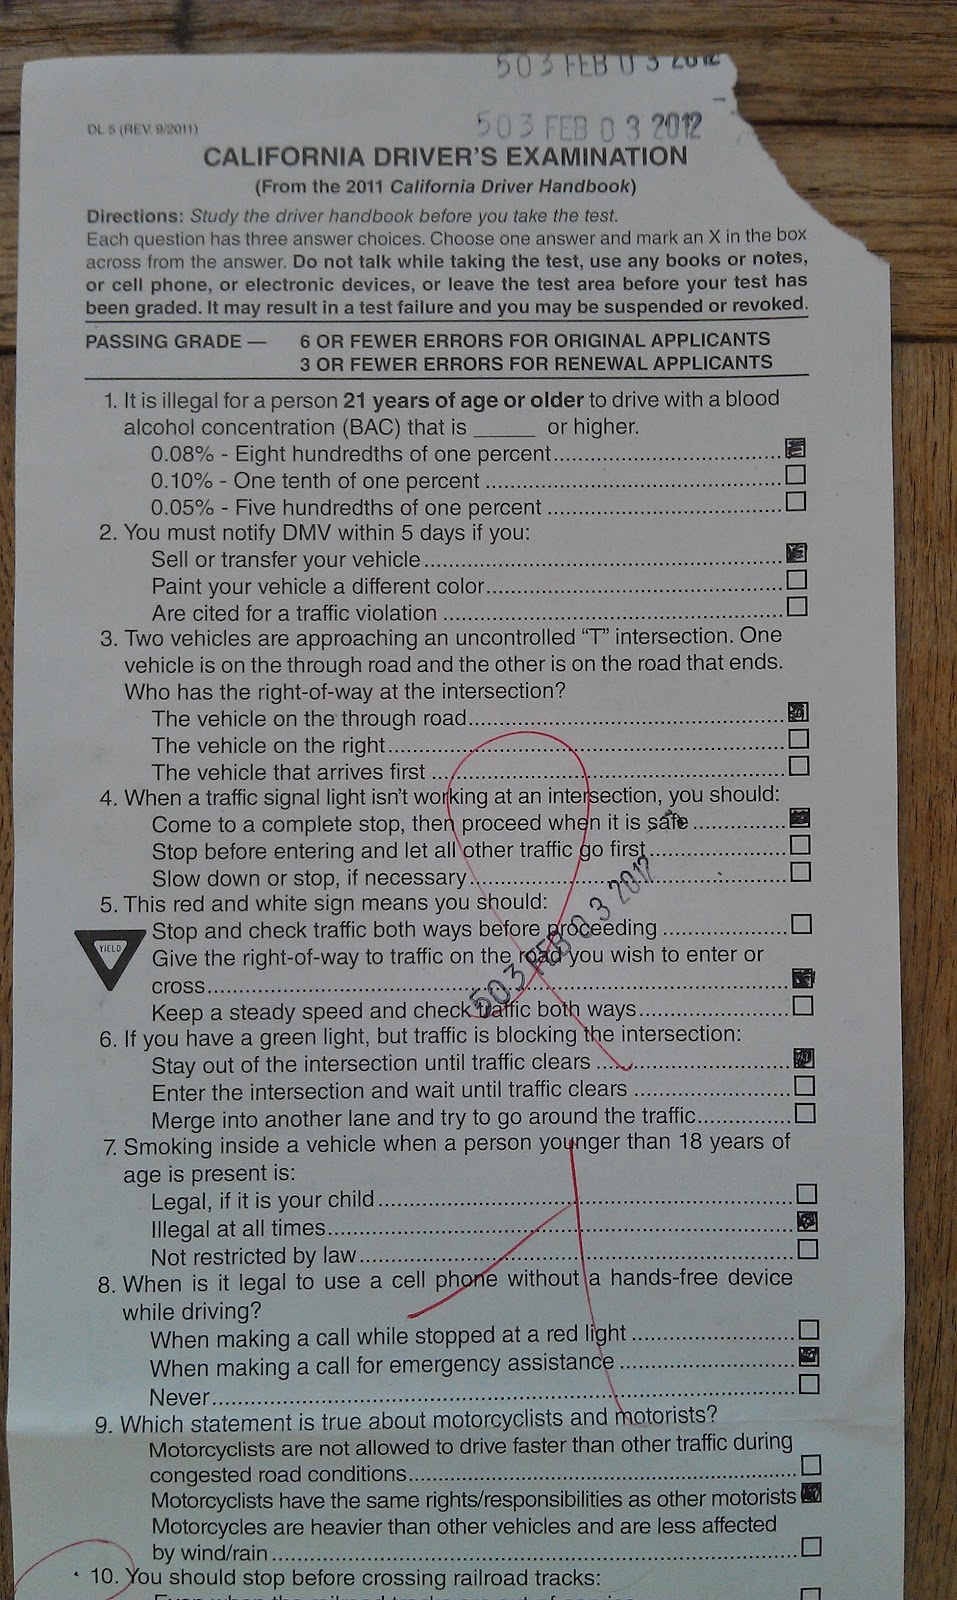 503 FEB 03 2012
503 FEB 03 2012
DL 5 (REV. 9/2011)
CALIFORNIA DRIVER'S EXAMINATION
(From the 2011 California Driver Handbook)
Directions: Study the driver handbook before you take the test.
Each question has three answer choices. Choose one answer and mark an X in the box
across from the answer. Do not talk while taking the test, use any books or notes,
or cell phone, or electronic devices, or leave the test area before your test has
been graded. It may result in a test failure and you may be suspended or revoked.
PASSING GRADE — 6 OR FEWER ERRORS FOR ORIGINAL APPLICANTS
3 OR FEWER ERRORS FOR RENEWAL APPLICANTS
1. It is illegal for a person 21 years of age or older to drive with a blood
alcohol concentration (BAC) that is _____ or higher.
0.08% - Eight hundredths of one percent
0.10% - One tenth of one percent
0.05% - Five hundredths of one percent
2. You must notify DMV within 5 days if you:
Sell or transfer your vehicle
Paint your vehicle a different color
Are cited for a traffic violation
3. Two vehicles are approaching an uncontrolled "T" intersection. One
vehicle is on the through road and the other is on the road that ends.
Who has the right-of-way at the intersection?
The vehicle on the through road
The vehicle on the right
The vehicle that arrives first
4. When a traffic signal light isn't working at an intersection, you should:
Come to a complete stop, then proceed when it is safe
Stop before entering and let all other traffic go first
Slow down or stop, if necessary
503 FEB 03 2012
5. This red and white sign means you should:
Stop and check traffic both ways before proceeding
YIELD
Give the right-of-way to traffic on the road you wish to enter or
cross
Keep a steady speed and check traffic both ways
6. If you have a green light, but traffic is blocking the intersection:
Stay out of the intersection until traffic clears
Enter the intersection and wait until traffic clears
Merge into another lane and try to go around the traffic
7. Smoking inside a vehicle when a person younger than 18 years of
age is present is:
Legal, if it is your child
Illegal at all times
Not restricted by law
8. When is it legal to use a cell phone without a hands-free device
while driving?
When making a call while stopped at a red light
When making a call for emergency assistance
Never
9. Which statement is true about motorcyclists and motorists?
Motorcyclists are not allowed to drive faster than other traffic during
congested road conditions
Motorcyclists have the same rights/responsibilities as other motorists
Motorcycles are heavier than other vehicles and are less affected
by wind/rain
10. You should stop before crossing railroad tracks: